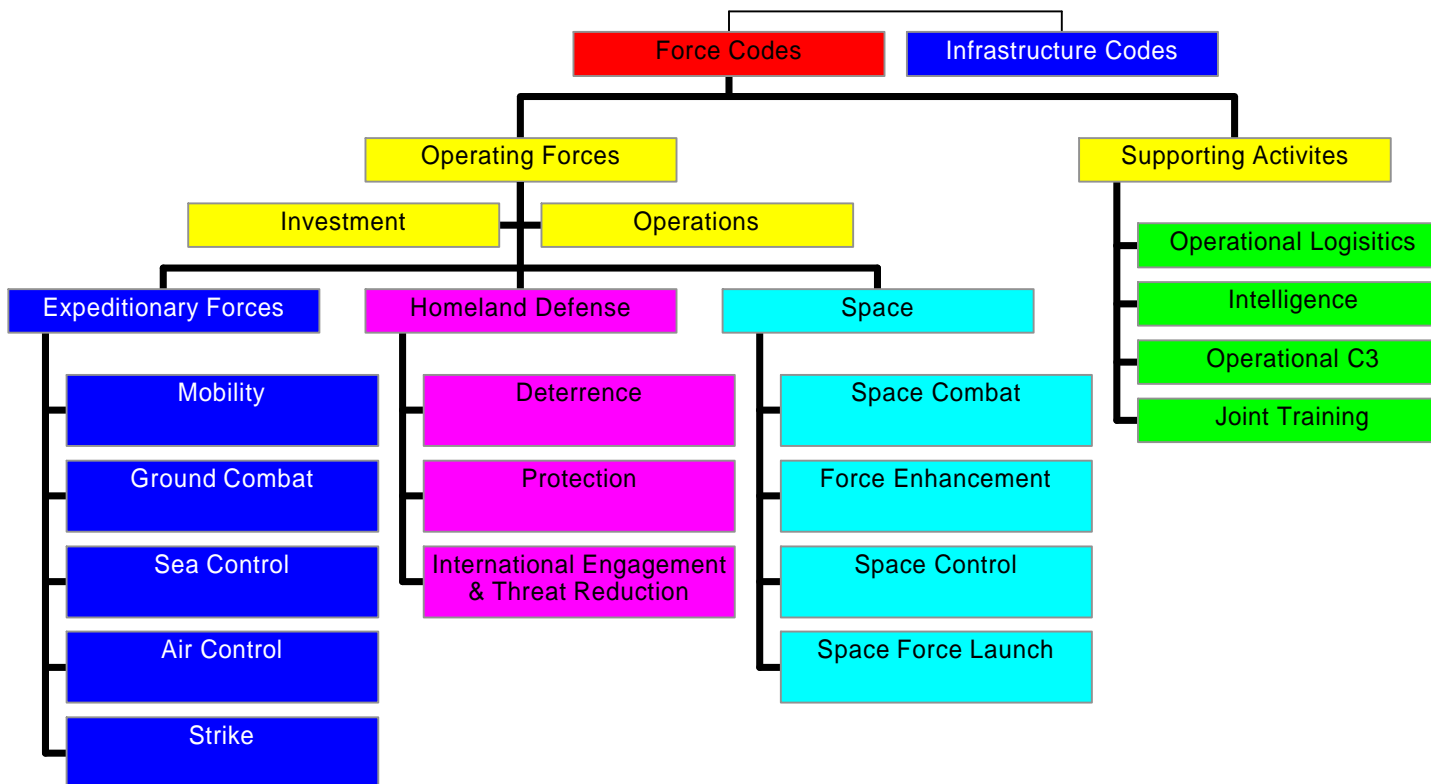 Force Codes
Infrastructure Codes
Operating Forces
Supporting Activites
Investment
Operations
Operational Logisitics
Intelligence
Operational C3
Joint Training
Expeditionary Forces
Homeland Defense
Space
Mobility
Deterrence
Space Combat
Ground Combat
Protection
Force Enhancement
Sea Control
International Engagement
& Threat Reduction
Space Control
Air Control
Space Force Launch
Strike